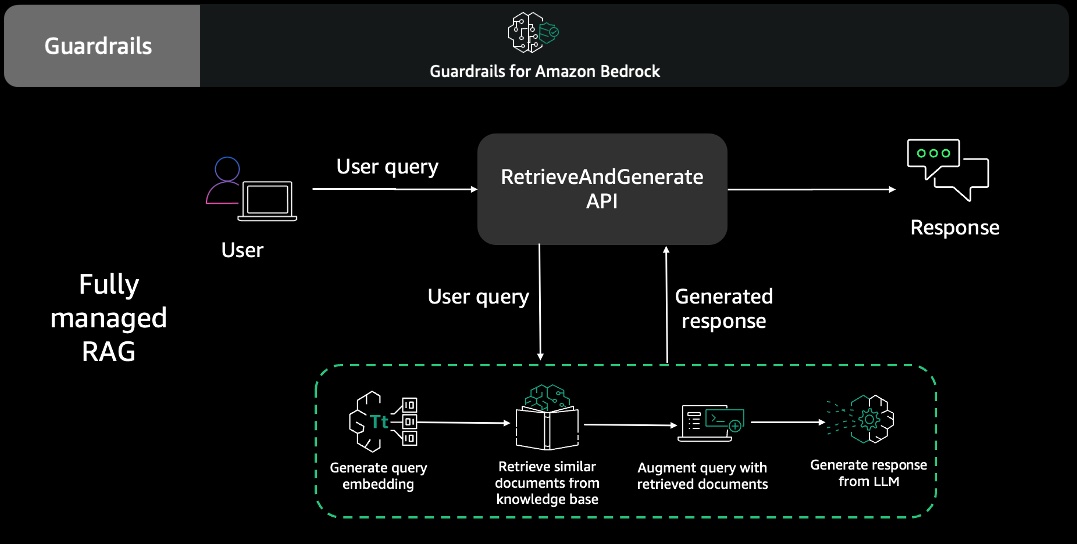 Guardrails
Guardrails for Amazon Bedrock
User query
RetrieveAndGenerate
API
User
Response
Fully
managed
RAG
User query
Generated
response
Tt
Generate query
embedding
Retrieve similar
documents from
knowledge base
Augment query with
retrieved documents
Generate response
from LLM